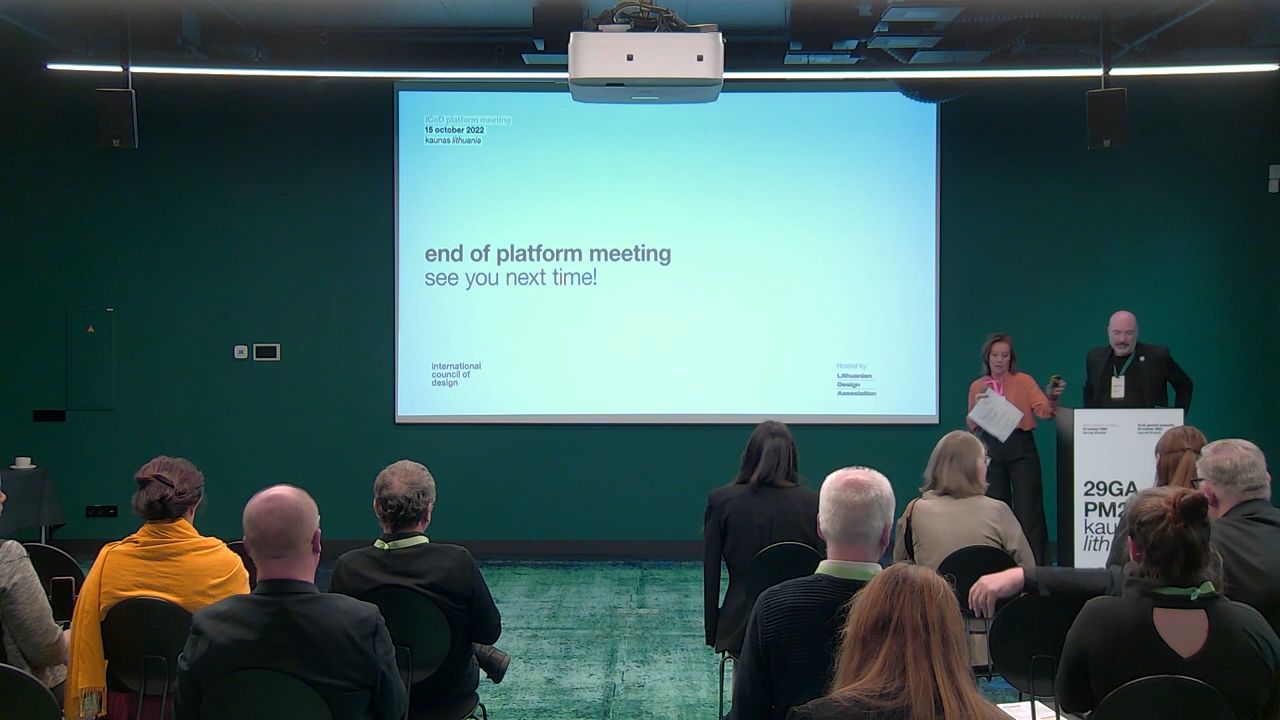 ICoD platform meeting
15 october 2022
kaunas lithuania
end of platform meeting
see you next time!
international
council of
design
Hosted by
Lithuanian
Design
Association
29GA
PM2
kau
lith